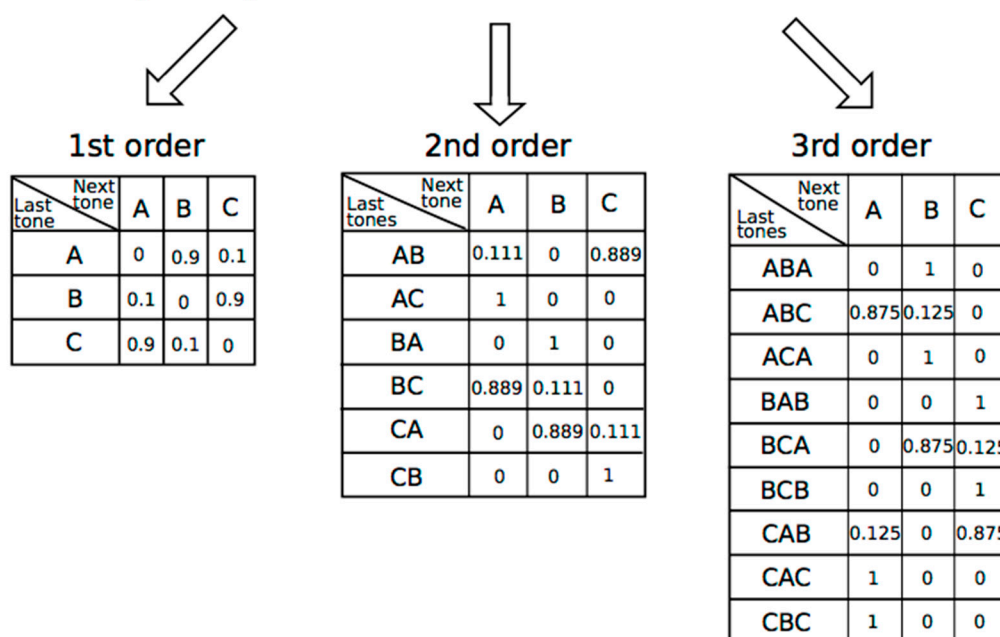 1st order
Last tone Next tone A B C
A 0 0.9 0.1
B 0.1 0 0.9
C 0.9 0.1 0
2nd order
Last tones Next tone A B C
AB 0.111 0 0.889
AC 1 0 0
BA 0 1 0
BC 0.889 0.111 0
CA 0 0.889 0.111
CB 0 0 1
3rd order
Last tones Next tone A B C
ABA 0 1 0
ABC 0.875 0.125 0
ACA 0 1 0
BAB 0 0 1
BCA 0 0.875 0.125
BCB 0 0 1
CAB 0.125 0 0.875
CAC 1 0 0
CBC 1 0 0